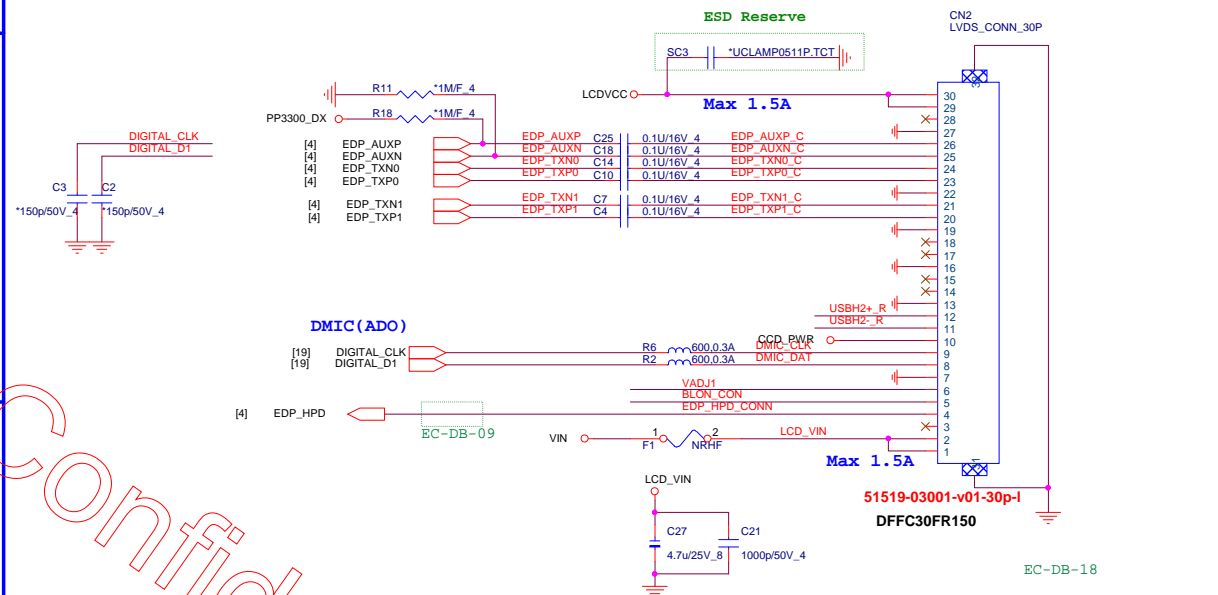 ESD Reserve
CN2
LVDS_CONN_30P
SC3 *UCLAMP0511P.TCT
R11 *1M/F_4
LCDVCC
Max 1.5A
PP3300_DX
R18 *1M/F_4
DIGITAL_CLK
DIGITAL_D1
C3 C2
*150p/50V_4 *150p/50V_4
[4] EDP_AUXP EDP_AUXP C25 0.1U/16V_4 EDP_AUXP_C
[4] EDP_AUXN EDP_AUXN C18 0.1U/16V_4 EDP_AUXN_C
[4] EDP_TXN0 EDP_TXN0 C14 0.1U/16V_4 EDP_TXN0_C
[4] EDP_TXP0 EDP_TXP0 C10 0.1U/16V_4 EDP_TXP0_C
[4] EDP_TXN1 EDP_TXN1 C7 0.1U/16V_4 EDP_TXN1_C
[4] EDP_TXP1 EDP_TXP1 C4 0.1U/16V_4 EDP_TXP1_C
30
29
28
27
26
25
24
23
22
21
20
19
18
17
16
15
14
13
12
11
10
9
8
7
6
5
4
3
2
1
USBH2+_R
USBH2-_R
CCD_PWR
DMIC(ADO)
[19] DIGITAL_CLK R6 600,0.3A DMIC_CLK
[19] DIGITAL_D1 R2 600,0.3A DMIC_DAT
VADJ1
BLON_CON
[4] EDP_HPD EDP_HPD_CONN
EC-DB-09
VIN 1 2 LCD_VIN
F1 NRHF
Max 1.5A
LCD_VIN
C27 C21
4.7u/25V_8 1000p/50V_4
51519-03001-v01-30p-l
DFFC30FR150
EC-DB-18
Confid